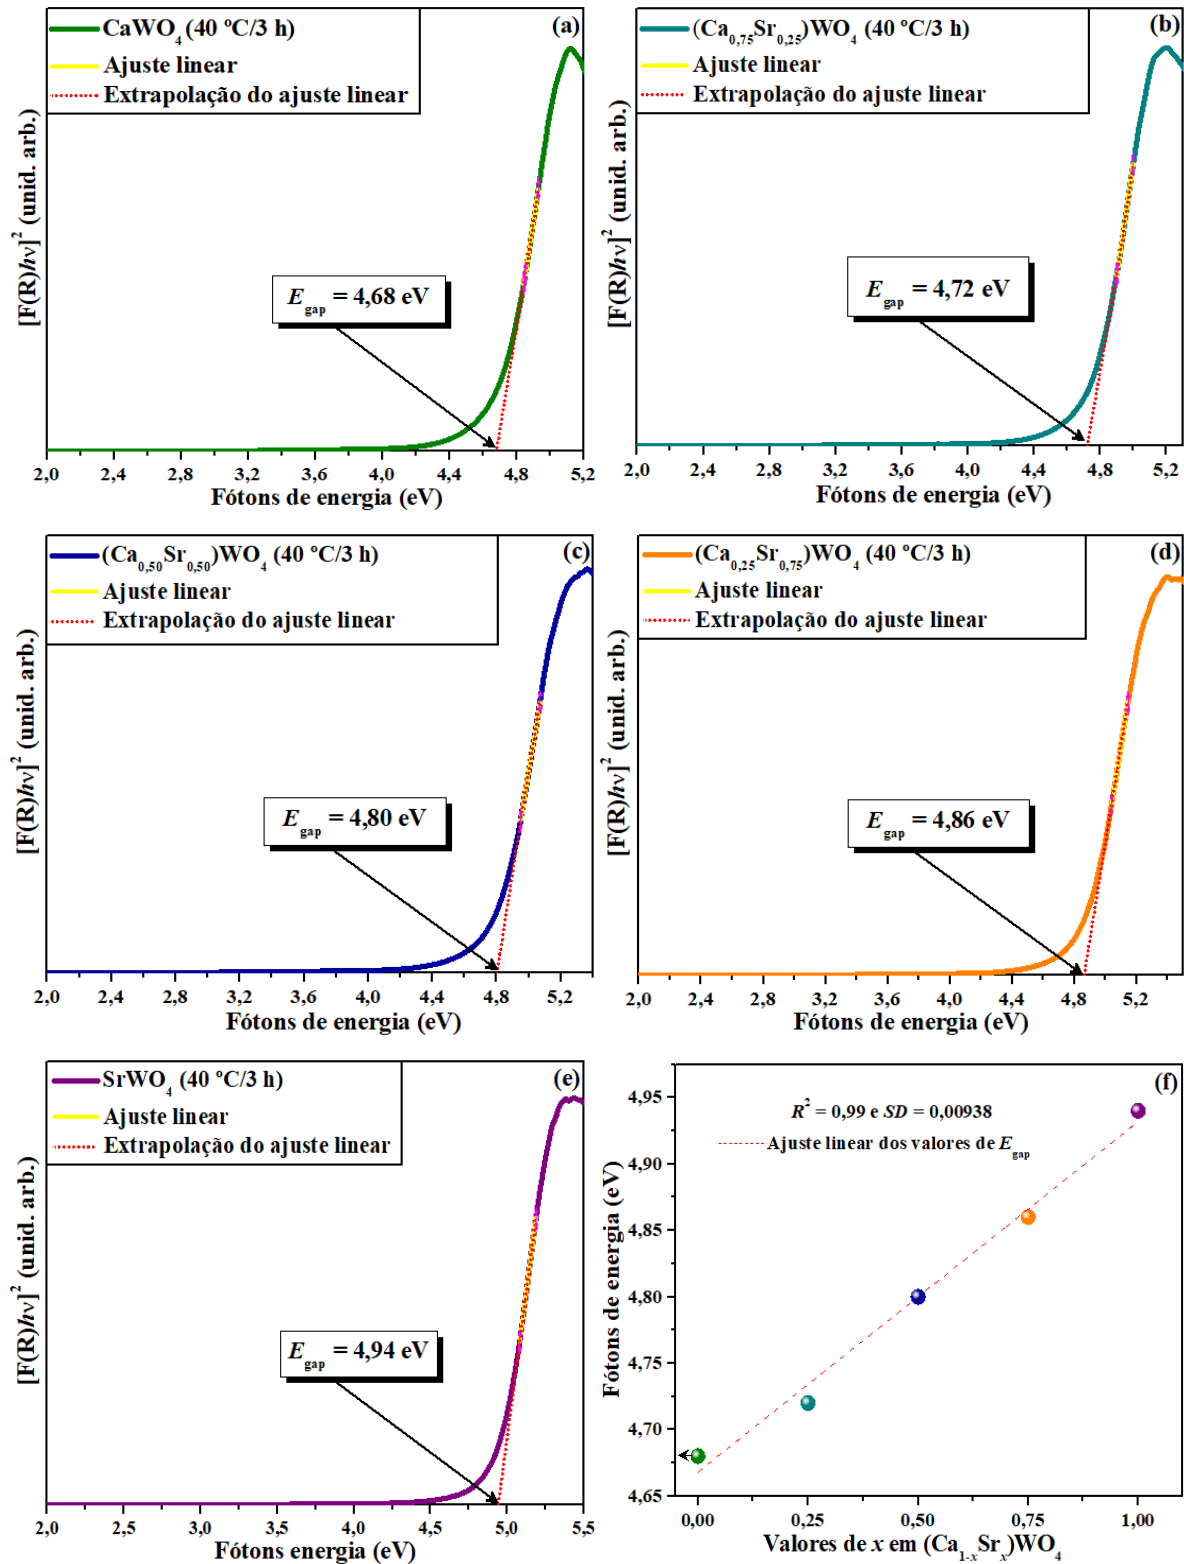 CaWO4 (40 ºC/3 h)
(a)
Ajuste linear
Extrapolação do ajuste linear
[F(R)hν]2 (unid. arb.)
Egap = 4,68 eV
2,0 2,4 2,8 3,2 3,6 4,0 4,4 4,8 5,2
Fótons de energia (eV)
(Ca0,75Sr0,25)WO4 (40 ºC/3 h)
(b)
Ajuste linear
Extrapolação do ajuste linear
[F(R)hν]2 (unid. arb.)
Egap = 4,72 eV
2,0 2,4 2,8 3,2 3,6 4,0 4,4 4,8 5,2
Fótons de energia (eV)
(Ca0,50Sr0,50)WO4 (40 ºC/3 h)
(c)
Ajuste linear
Extrapolação do ajuste linear
[F(R)hν]2 (unid. arb.)
Egap = 4,80 eV
2,0 2,4 2,8 3,2 3,6 4,0 4,4 4,8 5,2
Fótons de energia (eV)
(Ca0,25Sr0,75)WO4 (40 ºC/3 h)
(d)
Ajuste linear
Extrapolação do ajuste linear
[F(R)hν]2 (unid. arb.)
Egap = 4,86 eV
2,0 2,4 2,8 3,2 3,6 4,0 4,4 4,8 5,2
Fótons de energia (eV)
SrWO4 (40 ºC/3 h)
(e)
Ajuste linear
Extrapolação do ajuste linear
[F(R)hν]2 (unid. arb.)
Egap = 4,94 eV
2,0 2,5 3,0 3,5 4,0 4,5 5,0 5,5
Fótons energia (eV)
(f)
R2 = 0,99 e SD = 0,00938
Ajuste linear dos valores de Egap
Fótons de energia (eV)
4,95
4,90
4,85
4,80
4,75
4,70
4,65
0,00 0,25 0,50 0,75 1,00
Valores de x em (Ca1-xSrx)WO4